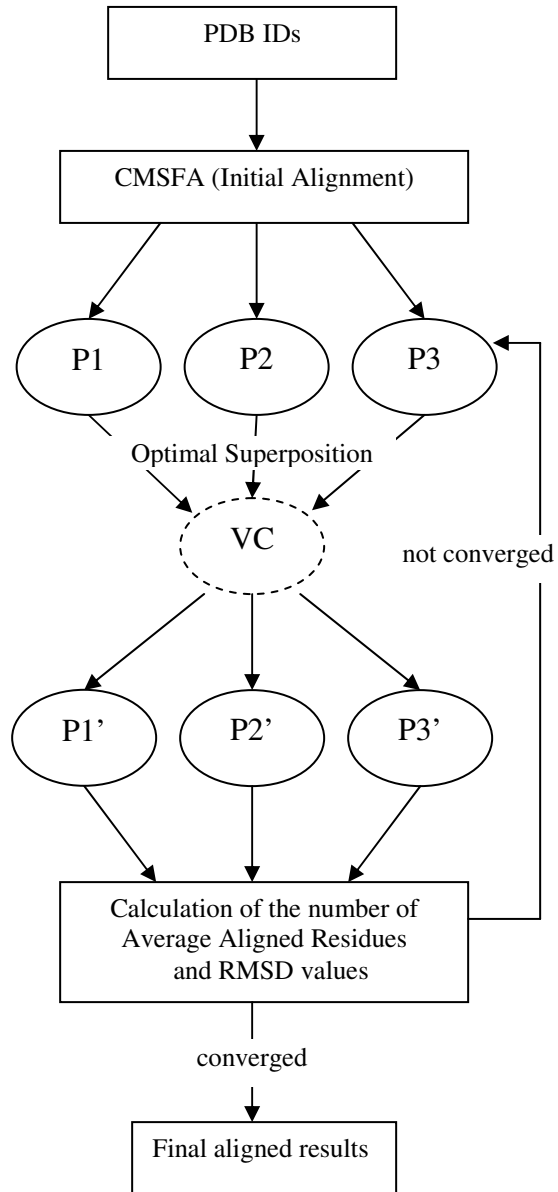 PDB IDs
CMSFA (Initial Alignment)
P1
P2
P3
Optimal Superposition
VC
not converged
P1’
P2’
P3’
Calculation of the number of
Average Aligned Residues
and RMSD values
converged
Final aligned results